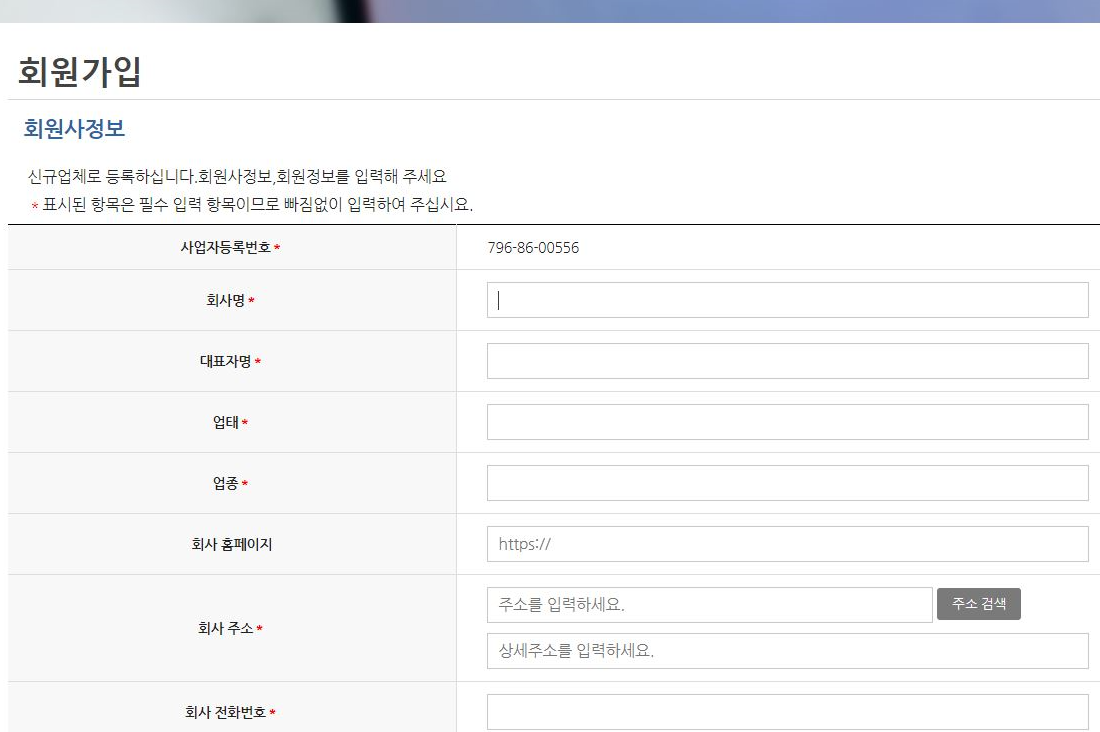 회원가입
회원사정보
신규업체로 등록하십니다.회원사정보,회원정보를 입력해 주세요
* 표시된 항목은 필수 입력 항목이므로 빠짐없이 입력하여 주십시요.
사업자등록번호 * 796-86-00556
회사명 *
대표자명 *
업태 *
업종 *
회사 홈페이지 https://
회사 주소 * 주소를 입력하세요. 주소 검색
상세주소를 입력하세요.
회사 전화번호 *